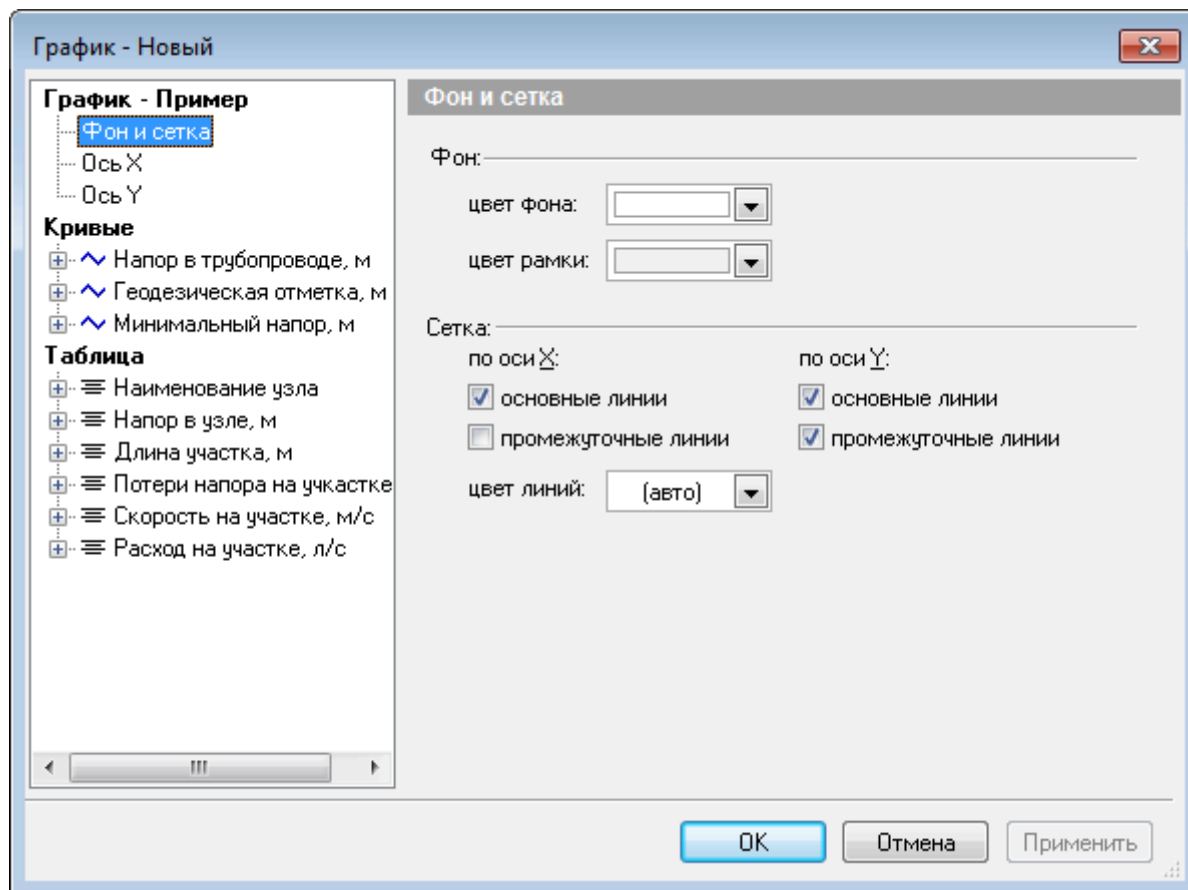 График - Новый
График - Пример
Фон и сетка
Ось X
Ось Y
Кривые
Напор в трубопроводе, м
Геодезическая отметка, м
Минимальный напор, м
Таблица
Наименование узла
Напор в узле, м
Длина участка, м
Потери напора на учкастке
Скорость на участке, м/с
Расход на участке, л/с
Фон и сетка
Фон:
цвет фона:
цвет рамки:
Сетка:
по оси X: по оси Y:
основные линии основные линии
промежуточные линии промежуточные линии
цвет линий: (авто)
OK Отмена Применить